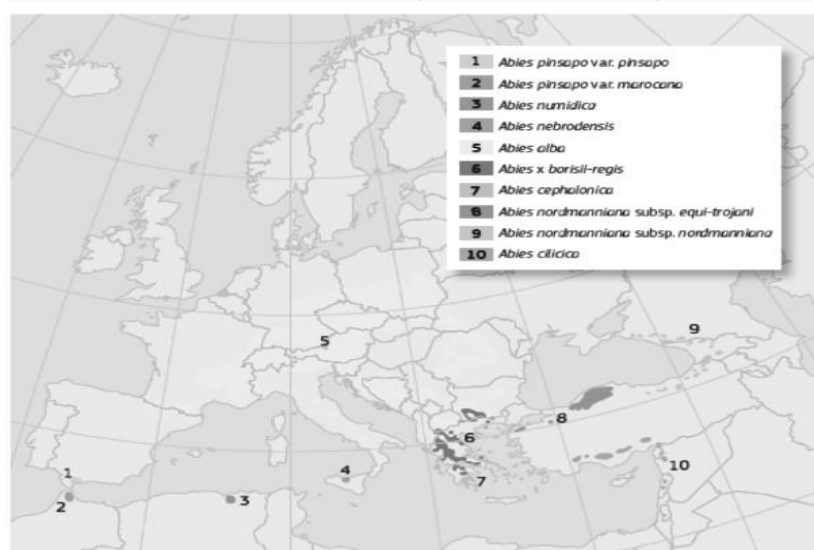 1 Abies pinsapo var. pinsapo
2 Abies pinsapo var. marocana
3 Abies numidica
4 Abies nebrodensis
5 Abies alba
6 Abies x borisii-regis
7 Abies cephalonica
8 Abies nordmanniana subsp. equi-trojani
9 Abies nordmanniana subsp. nordmanniana
10 Abies cilicica
9
5
8
6
10
4
7
1
2
3